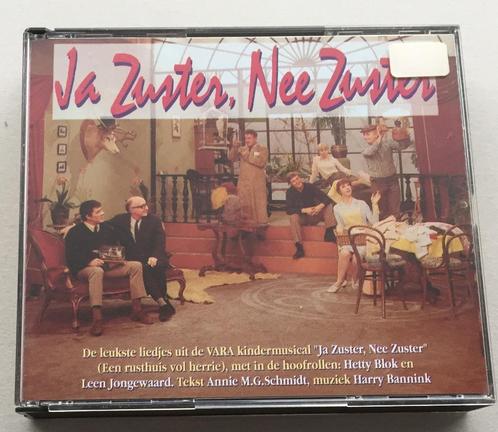 Ja Zuster, Nee Zuster
De leukste liedjes uit de VARA kindermusical "Ja Zuster, Nee Zuster"
(Een rusthuis vol herrie), met in de hoofrollen: Hetty Blok en
Leen Jongewaard. Tekst Annie M.G.Schmidt, muziek Harry Bannink